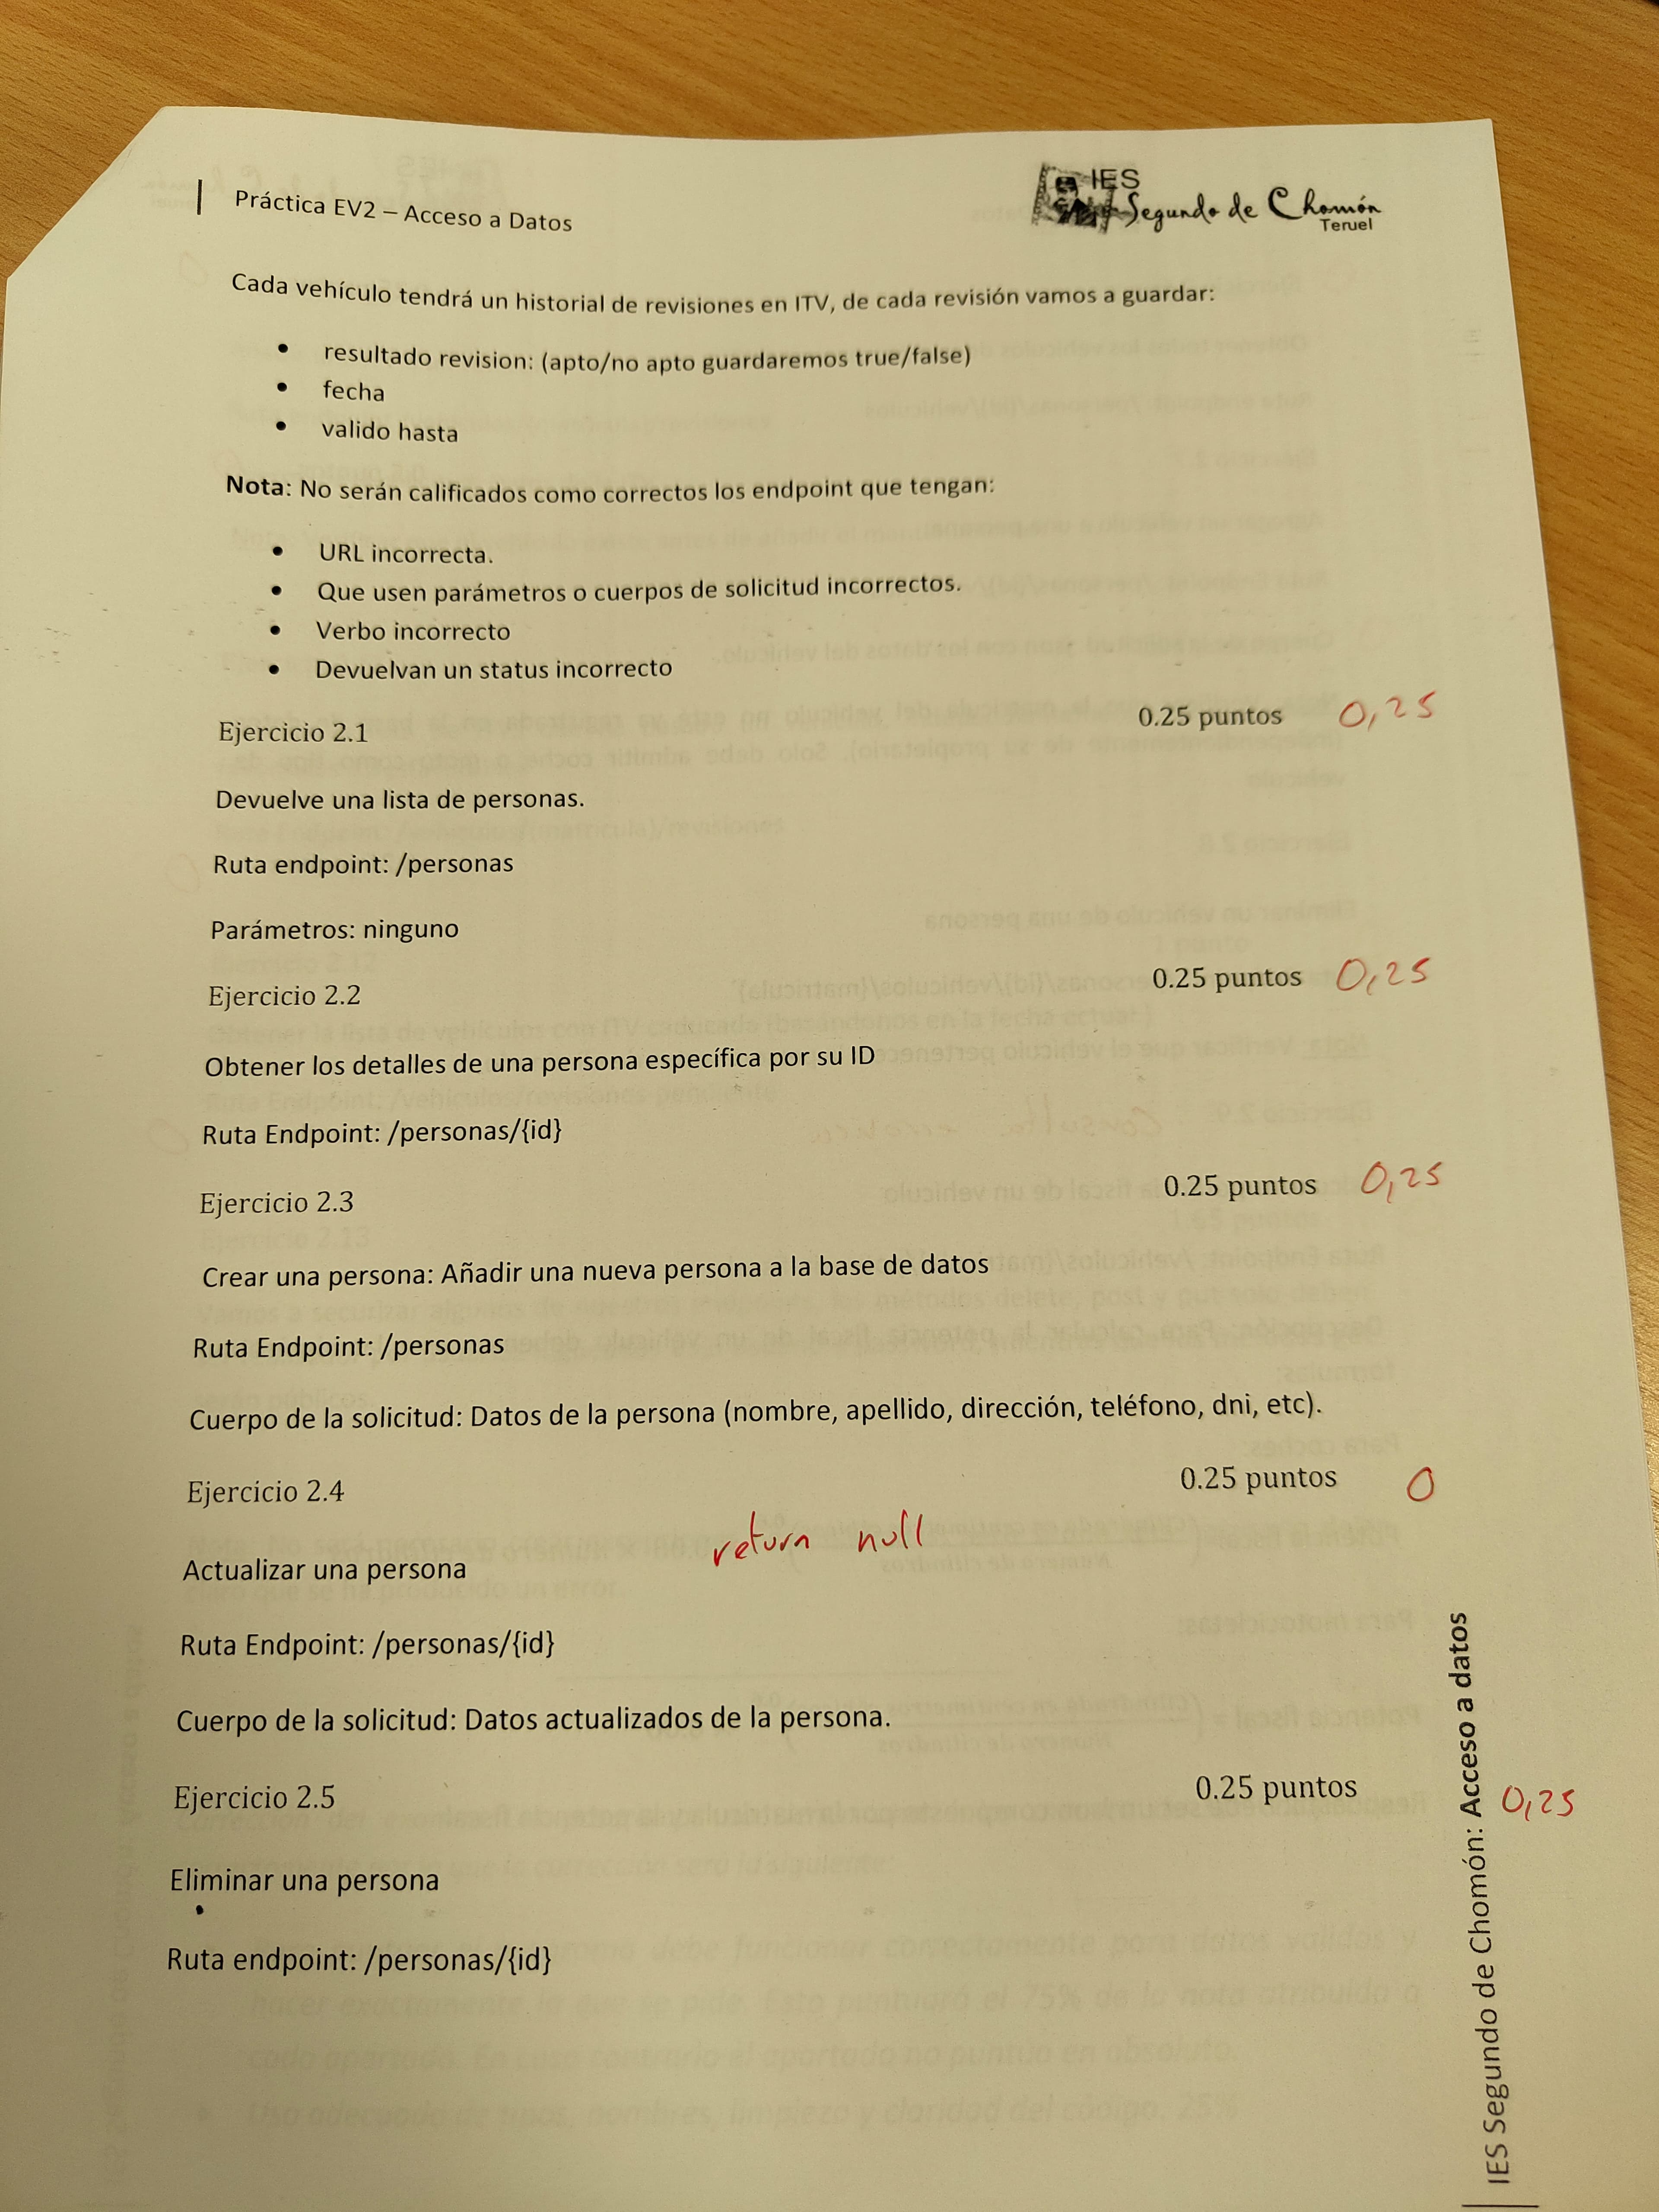 Práctica EV2 – Acceso a Datos
IES
Segundo de Chomón
Teruel
Cada vehículo tendrá un historial de revisiones en ITV, de cada revisión vamos a guardar:
• resultado revision: (apto/no apto guardaremos true/false)
• fecha
• valido hasta
Nota: No serán calificados como correctos los endpoint que tengan:
• URL incorrecta.
• Que usen parámetros o cuerpos de solicitud incorrectos.
• Verbo incorrecto
• Devuelvan un status incorrecto
Ejercicio 2.1 0.25 puntos 0,25
Devuelve una lista de personas.
Ruta endpoint: /personas
Parámetros: ninguno
Ejercicio 2.2 0.25 puntos 0,25
Obtener los detalles de una persona específica por su ID
Ruta Endpoint: /personas/{id}
Ejercicio 2.3 0.25 puntos 0,25
Crear una persona: Añadir una nueva persona a la base de datos
Ruta Endpoint: /personas
Cuerpo de la solicitud: Datos de la persona (nombre, apellido, dirección, teléfono, dni, etc).
Ejercicio 2.4 0.25 puntos 0
return null
Actualizar una persona
Ruta Endpoint: /personas/{id}
Cuerpo de la solicitud: Datos actualizados de la persona.
Ejercicio 2.5 0.25 puntos 0,25
Eliminar una persona
Ruta endpoint: /personas/{id}
IES Segundo de Chomón: Acceso a datos